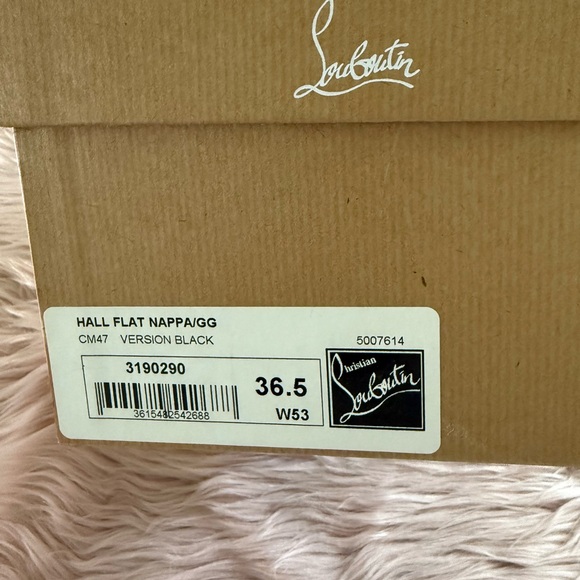 Louboutin
HALL FLAT NAPPA/GG
CM47 VERSION BLACK
5007614
3190290
3615482542688
36.5
W53
Christian
Louboutin